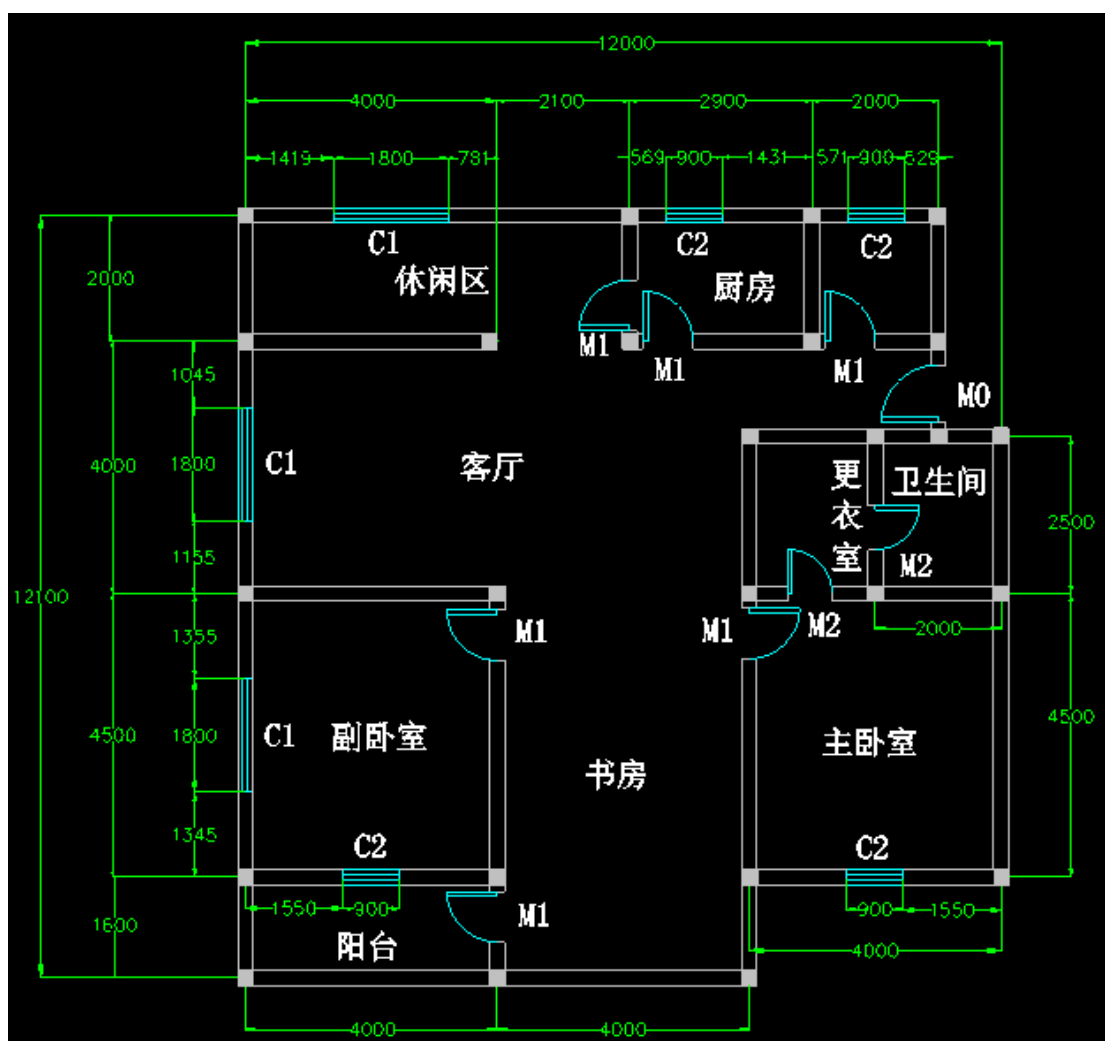 12000
4000 2100 2900 2000
1419 1800 781 569 900 1431 571 900 529
C1 C2 C2
休闲区 厨房
2000
M1 M1 M1
1045
M0
4000 1800 C1 客厅 更衣室 卫生间
2500
1155 M2
12100
1355 M1 M1 M2 2000
4500 1800 C1 副卧室 书房 主卧室 4500
1345 C2 C2
1550 900 900 1550
1600 M1
阳台 4000
4000 4000